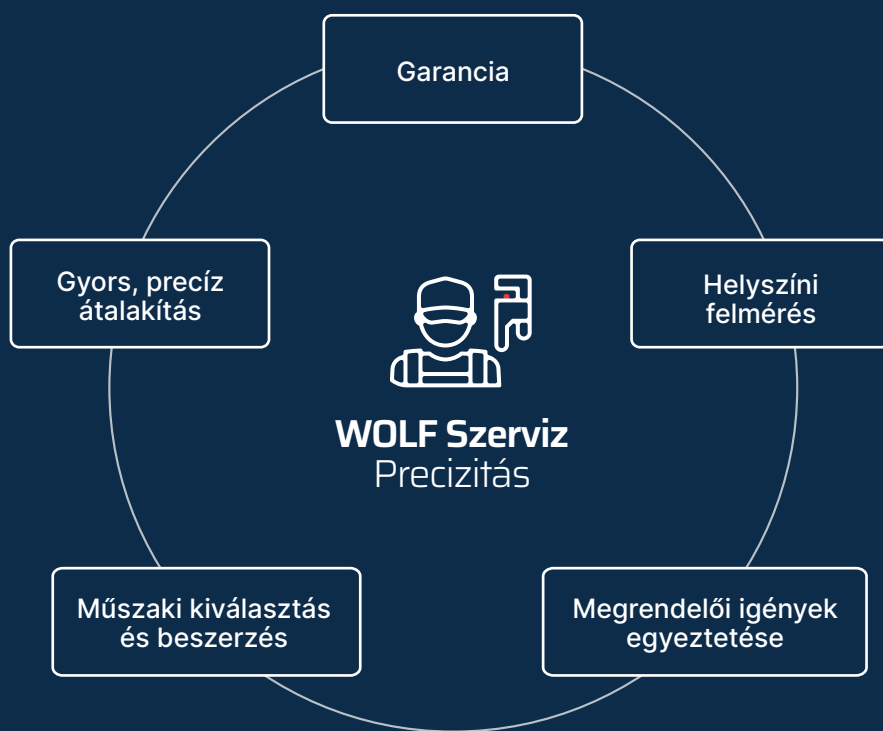 Garancia
Gyors, precíz
átalakítás
Helyszíni
felmérés
WOLF Szerviz
Precizitás
Műszaki kiválasztás
és beszerzés
Megrendelői igények
egyeztetése